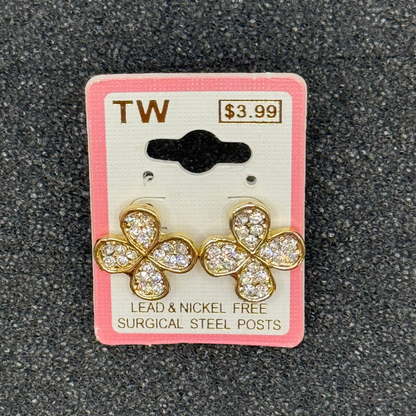 TW
$3.99
LEAD & NICKEL FREE
SURGICAL STEEL POSTS